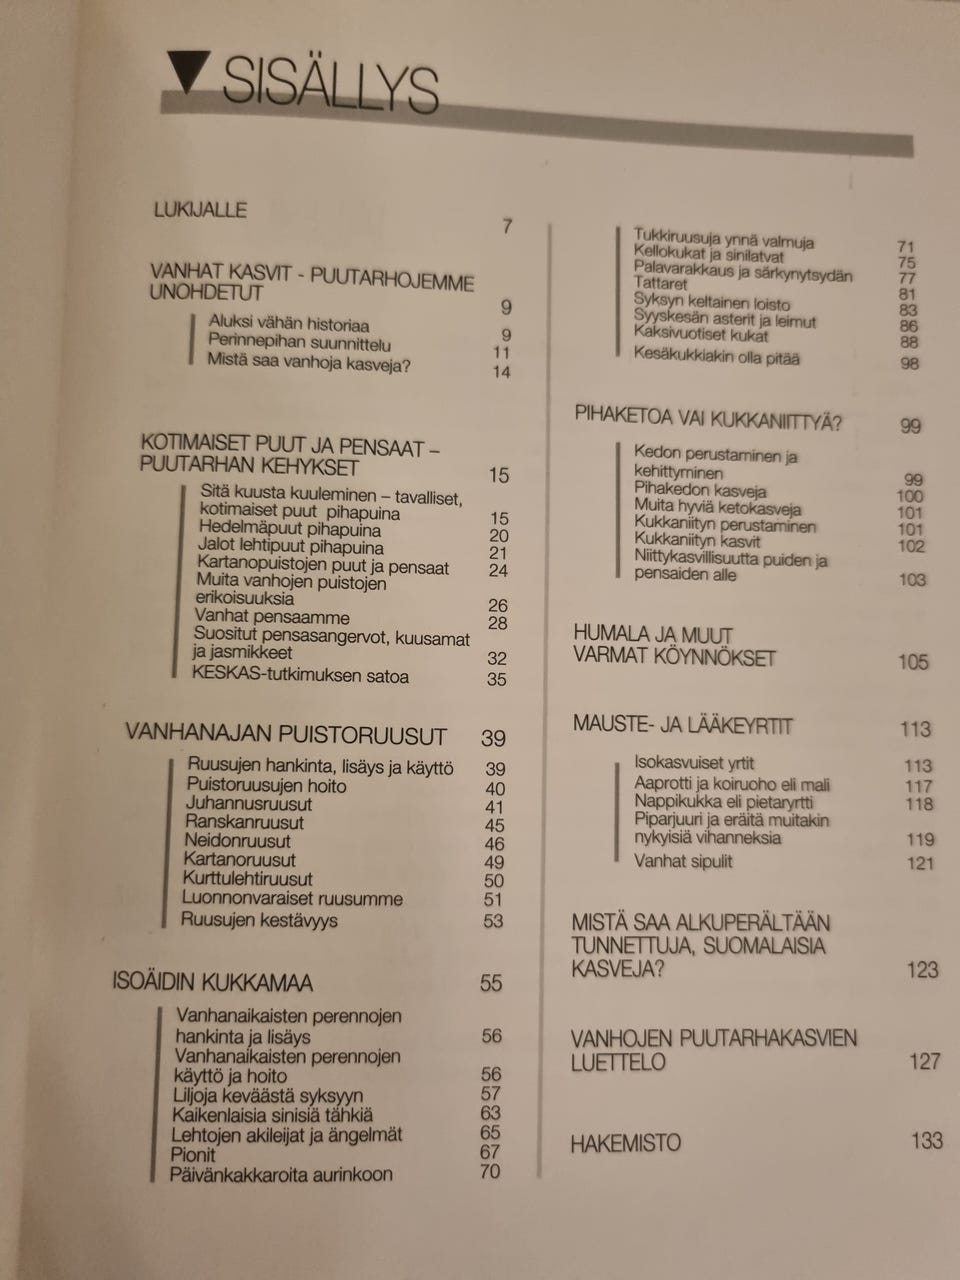 SISÄLLYS
LUKIJALLE 7
VANHAT KASVIT - PUUTARHOJEMME
UNOHDETUT 9
Aluksi vähän historiaa 9
Perinnepihan suunnittelu 11
Mistä saa vanhoja kasveja? 14
KOTIMAISET PUUT JA PENSAAT –
PUUTARHAN KEHYKSET 15
Sitä kuusta kuuleminen – tavalliset,
kotimaiset puut pihapuina 15
Hedelmäpuut pihapuina 20
Jalot lehtipuut pihapuina 21
Kartanopuistojen puut ja pensaat 24
Muita vanhojen puistojen
erikoisuuksia 26
Vanhat pensaamme 28
Suositut pensasangervot, kuusamat
ja jasmikkeet 32
KESKAS-tutkimuksen satoa 35
VANHANAJAN PUISTORUUSUT 39
Ruusujen hankinta, lisäys ja käyttö 39
Puistoruusujen hoito 40
Juhannusruusut 41
Ranskanruusut 45
Neidonruusut 46
Kartanoruusut 49
Kurttulehtiruusut 50
Luonnonvaraiset ruusumme 51
Ruusujen kestävyys 53
ISOÄIDIN KUKKAMAA 55
Vanhanaikaisten perennojen
hankinta ja lisäys 56
Vanhanaikaisten perennojen
käyttö ja hoito 56
Liljoja keväästä syksyyn 57
Kaikenlaisia sinisiä tähkiä 63
Lehtojen akileijat ja ängelmät 65
Pionit 67
Päivänkakkaroita aurinkoon 70
Tukkiruusuja ynnä valmuja 71
Kellokukat ja sinilatvat 75
Palavarakkaus ja särkynytsydän 77
Tattaret 81
Syksyn keltainen loisto 83
Syyskesän asterit ja leimut 86
Kaksivuotiset kukat 88
Kesäkukkiakin olla pitää 98
PIHAKETOA VAI KUKKANIITTYÄ? 99
Kedon perustaminen ja
kehittyminen 99
Pihakedon kasveja 100
Muita hyviä ketokasveja 101
Kukkaniityn perustaminen 101
Kukkaniityn kasvit 102
Niittykasvillisuutta puiden ja
pensaiden alle 103
HUMALA JA MUUT
VARMAT KÖYNNÖKSET 105
MAUSTE- JA LÄÄKEYRTIT 113
Isokasvuiset yrtit 113
Aaprotti ja koiruoho eli mali 117
Nappikukka eli pietaryrtti 118
Piparjuuri ja eräitä muitakin
nykyisiä vihanneksia 119
Vanhat sipulit 121
MISTÄ SAA ALKUPERÄLTÄÄN
TUNNETTUJA, SUOMALAISIA
KASVEJA? 123
VANHOJEN PUUTARHAKASVIEN
LUETTELO 127
HAKEMISTO 133